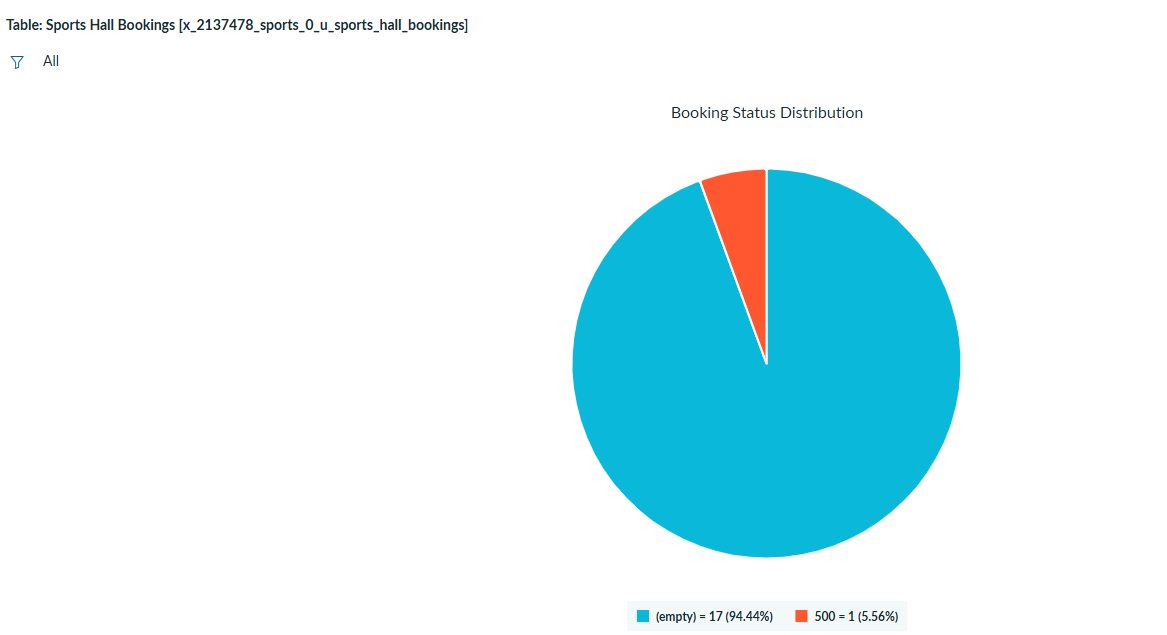 Table: Sports Hall Bookings [x_2137478_sports_0_u_sports_hall_bookings]
All
Booking Status Distribution
(empty) = 17 (94.44%) 500 = 1 (5.56%)